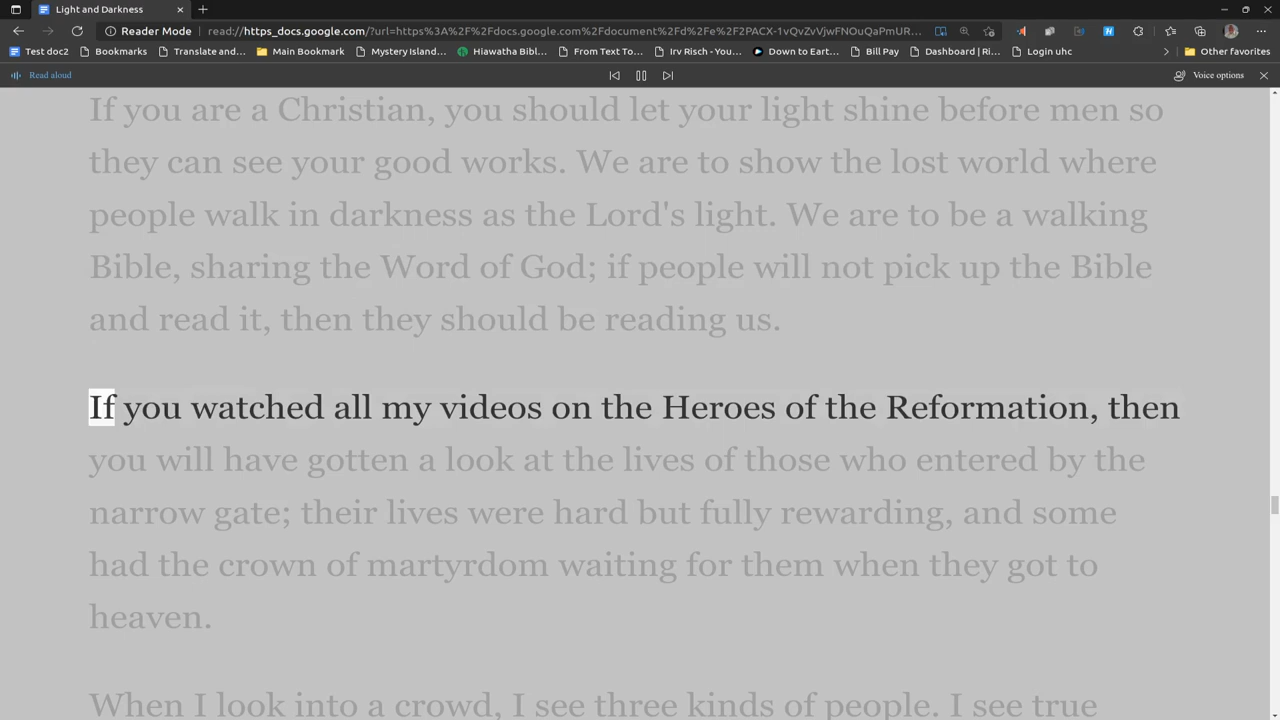 Light and Darkness
Reader Mode read://https_docs.google.com/?url=https%3A%2F%2Fdocs.google.com%2Fdocument%2Fd%2Fe%2F2PACX-1vQvZvVjwFNOuQaPmUR...
Test doc2 Bookmarks Translate and... Main Bookmark Mystery Island... Hiawatha Bibl... From Text To... Irv Risch - You... Down to Eart... Bill Pay Dashboard | Ri... Login uhc Other favorites
Read aloud Voice options
If you are a Christian, you should let your light shine before men so
they can see your good works. We are to show the lost world where
people walk in darkness as the Lord's light. We are to be a walking
Bible, sharing the Word of God; if people will not pick up the Bible
and read it, then they should be reading us.
If you watched all my videos on the Heroes of the Reformation, then
you will have gotten a look at the lives of those who entered by the
narrow gate; their lives were hard but fully rewarding, and some
had the crown of martyrdom waiting for them when they got to
heaven.
When I look into a crowd, I see three kinds of people. I see true